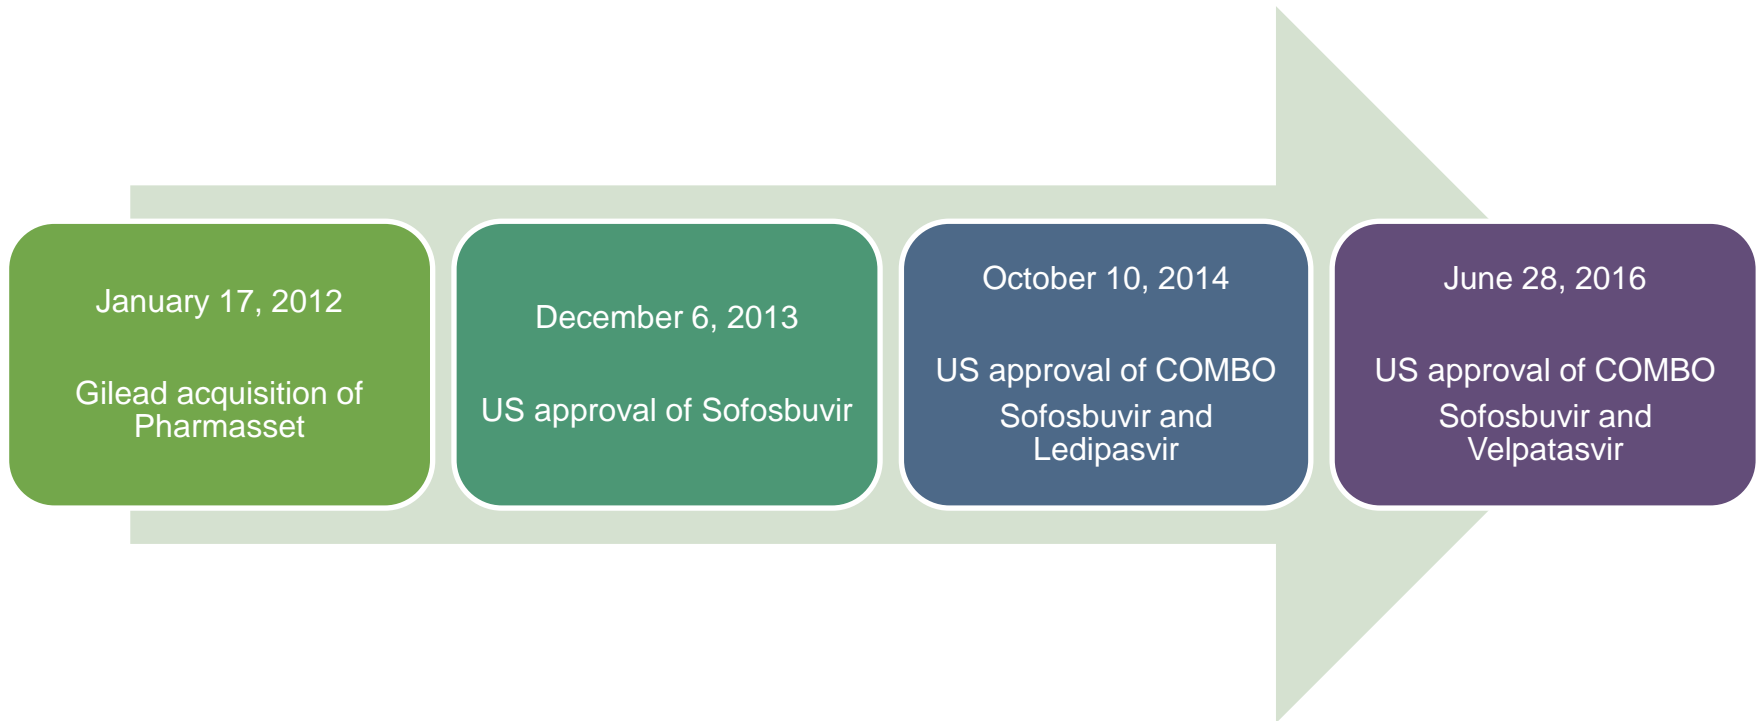 January 17, 2012
Gilead acquisition of
Pharmasset
December 6, 2013
US approval of Sofosbuvir
October 10, 2014
US approval of COMBO
Sofosbuvir and
Ledipasvir
June 28, 2016
US approval of COMBO
Sofosbuvir and
Velpatasvir